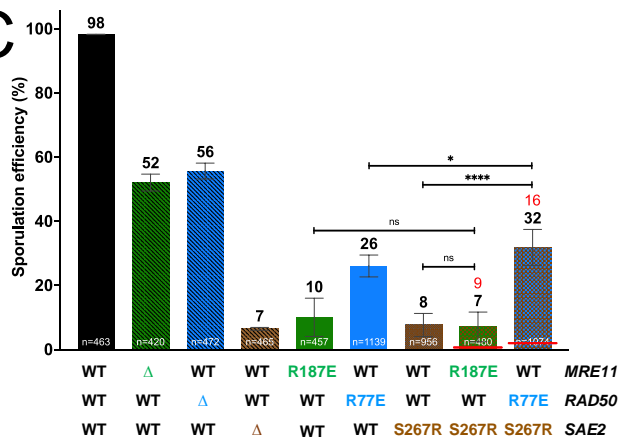 C
Sporulation efficiency (%)
100
80
60
40
20
0
98
52
56
7
10
26
8
9
7
16
32
*
****
ns
ns
n=463
n=420
n=472
n=465
n=457
n=1139
n=956
n=480
n=1074
WT Δ WT WT R187E WT WT R187E WT MRE11
WT WT Δ WT WT R77E WT WT R77E RAD50
WT WT WT Δ WT WT S267R S267R S267R SAE2